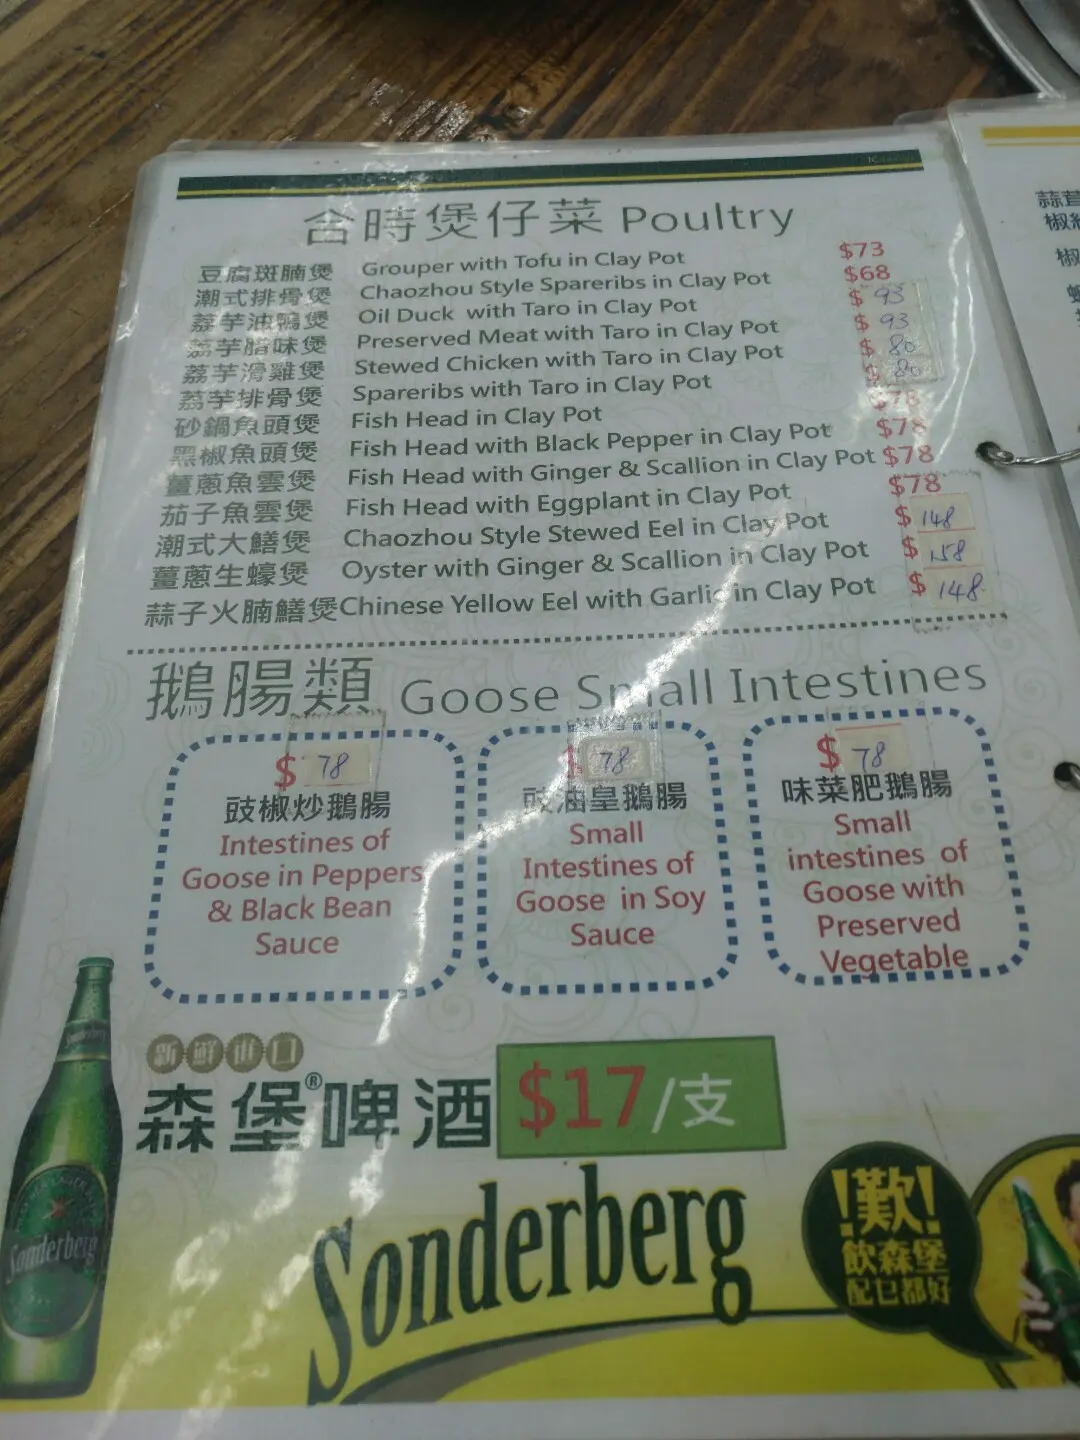 合時煲仔菜 Poultry
豆腐斑腩煲 Grouper with Tofu in Clay Pot $73
潮式排骨煲 Chaozhou Style Spareribs in Clay Pot $68
荔芋油鴨煲 Oil Duck with Taro in Clay Pot $93
荔芋腊味煲 Preserved Meat with Taro in Clay Pot $93
荔芋滑雞煲 Stewed Chicken with Taro in Clay Pot $80
荔芋排骨煲 Spareribs with Taro in Clay Pot $80
砂鍋魚頭煲 Fish Head in Clay Pot $78
黑椒魚頭煲 Fish Head with Black Pepper in Clay Pot $78
薑蔥魚雲煲 Fish Head with Ginger & Scallion in Clay Pot $78
茄子魚雲煲 Fish Head with Eggplant in Clay Pot $78
潮式大鱔煲 Chaozhou Style Stewed Eel in Clay Pot $148
薑蔥生蠔煲 Oyster with Ginger & Scallion in Clay Pot $158
蒜子火腩鱔煲 Chinese Yellow Eel with Garlic in Clay Pot $148
鵝腸類 Goose Small Intestines
$78
豉椒炒鵝腸
Intestines of
Goose in Peppers
& Black Bean
Sauce
$78
豉油皇鵝腸
Small
Intestines of
Goose in Soy
Sauce
$78
味菜肥鵝腸
Small
intestines of
Goose with
Preserved
Vegetable
新鮮進口
森堡®啤酒 $17/支
Sonderberg
!歎!
飲森堡
配乜都好
Sonderberg
蒜茸